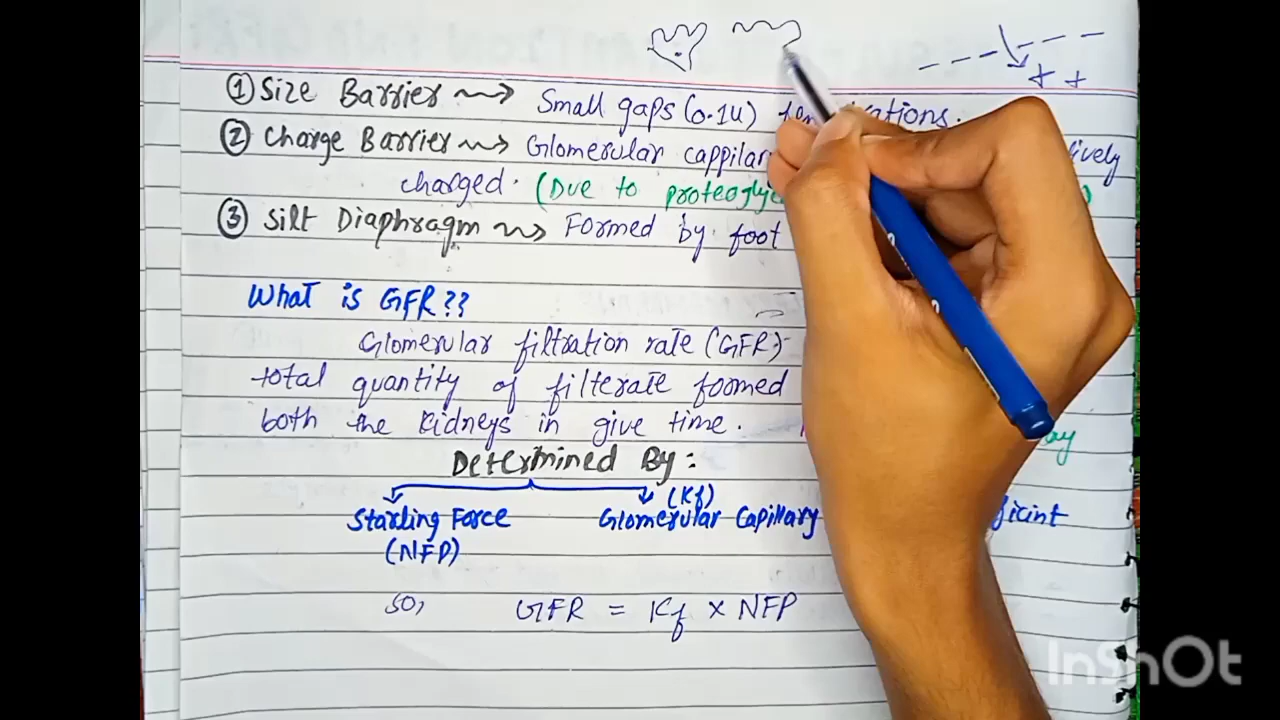 ① Size Barrier ⟿ Small gaps (0.1u)
② Charge Barrier ⟿ Glomerular cappilar
charged. (Due to proteoglyc
③ Silt Diaphragm ⟿ Formed by foot
What is GFR??
Glomerular filtration rate (GFR)-
total quantity of filterate formed
both the kidneys in give time.
Determined By:
(Kf)
Starling Force Glomerular Capillary
(NFP)
so, GFR = Kf × NFP
InShOt